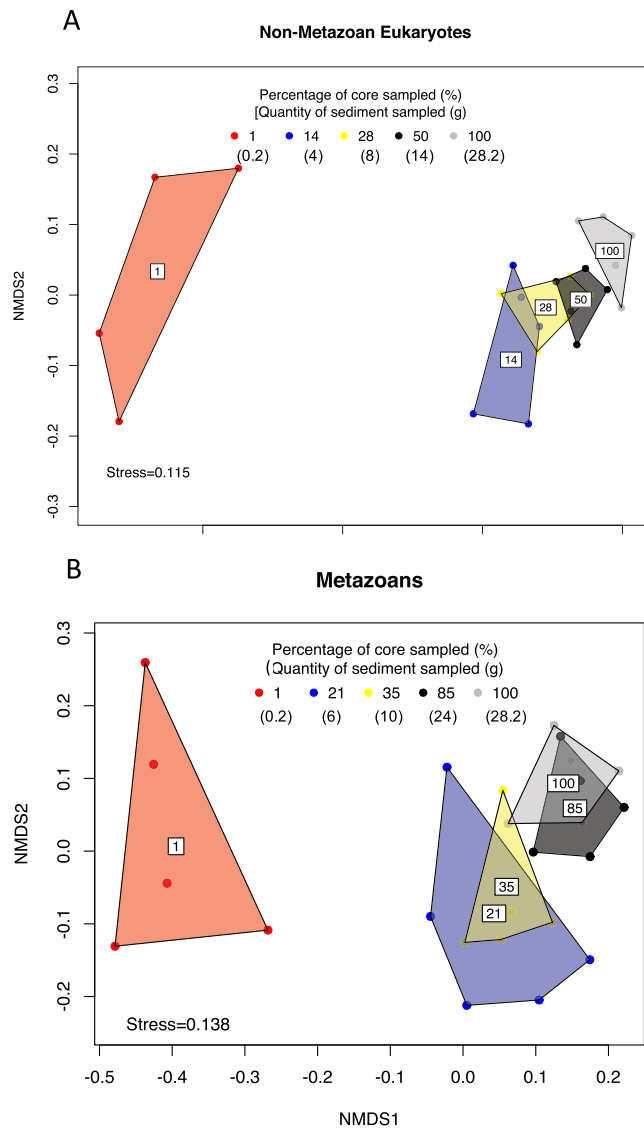 A
Non-Metazoan Eukaryotes
Percentage of core sampled (%)
[Quantity of sediment sampled (g)
1 14 28 50 100
(0.2) (4) (8) (14) (28.2)
0.3
0.2
0.1
0.0
-0.1
-0.2
-0.3
NMDS2
1
100
28
50
14
Stress=0.115
B
Metazoans
Percentage of core sampled (%)
(Quantity of sediment sampled (g)
1 21 35 85 100
(0.2) (6) (10) (24) (28.2)
0.3
0.2
0.1
0.0
-0.1
-0.2
NMDS2
1
100
85
35
21
Stress=0.138
-0.5 -0.4 -0.3 -0.2 -0.1 0.0 0.1 0.2
NMDS1